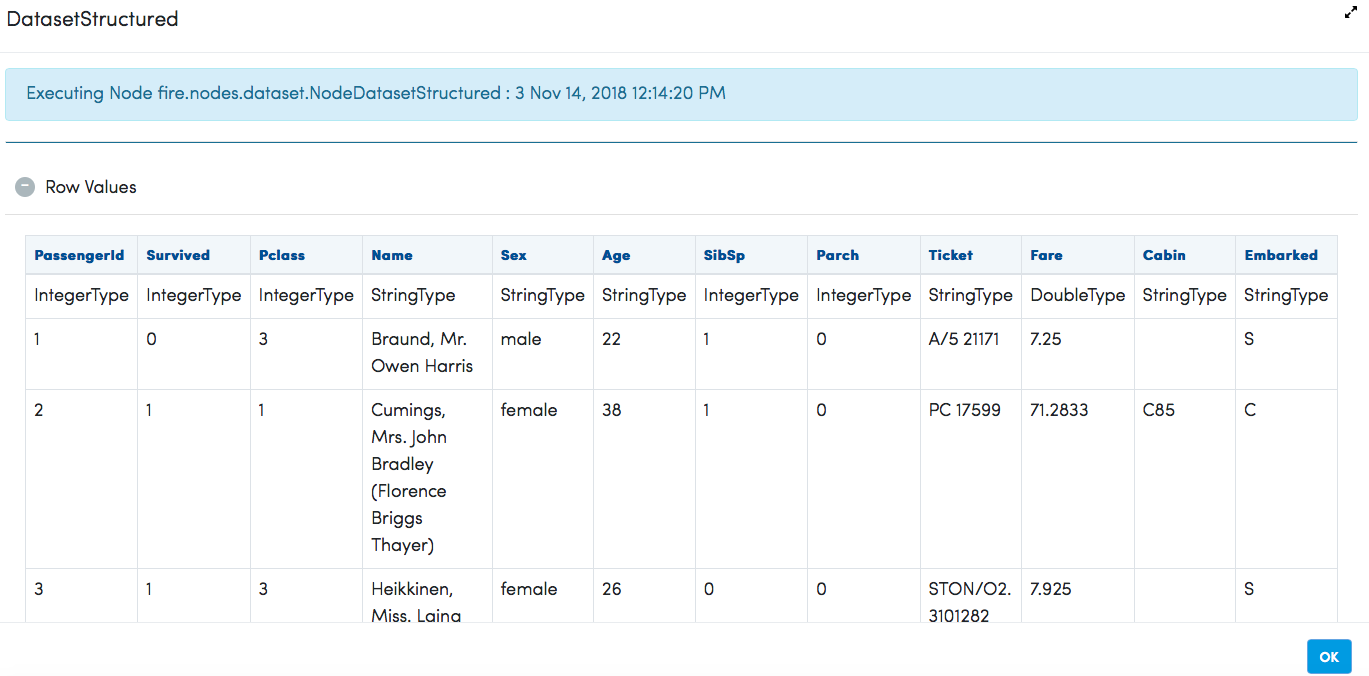 DatasetStructured
Executing Node fire.nodes.dataset.NodeDatasetStructured : 3 Nov 14, 2018 12:14:20 PM
Row Values
PassengerId Survived Pclass Name Sex Age SibSp Parch Ticket Fare Cabin Embarked
IntegerType IntegerType IntegerType StringType StringType StringType IntegerType IntegerType StringType DoubleType StringType StringType
1 0 3 Braund, Mr. male 22 1 0 A/5 21171 7.25 S
Owen Harris
2 1 1 Cumings, female 38 1 0 PC 17599 71.2833 C85 C
Mrs. John
Bradley
(Florence
Briggs
Thayer)
3 1 3 Heikkinen, female 26 0 0 STON/O2. 7.925 S
Miss. Laina 3101282
OK